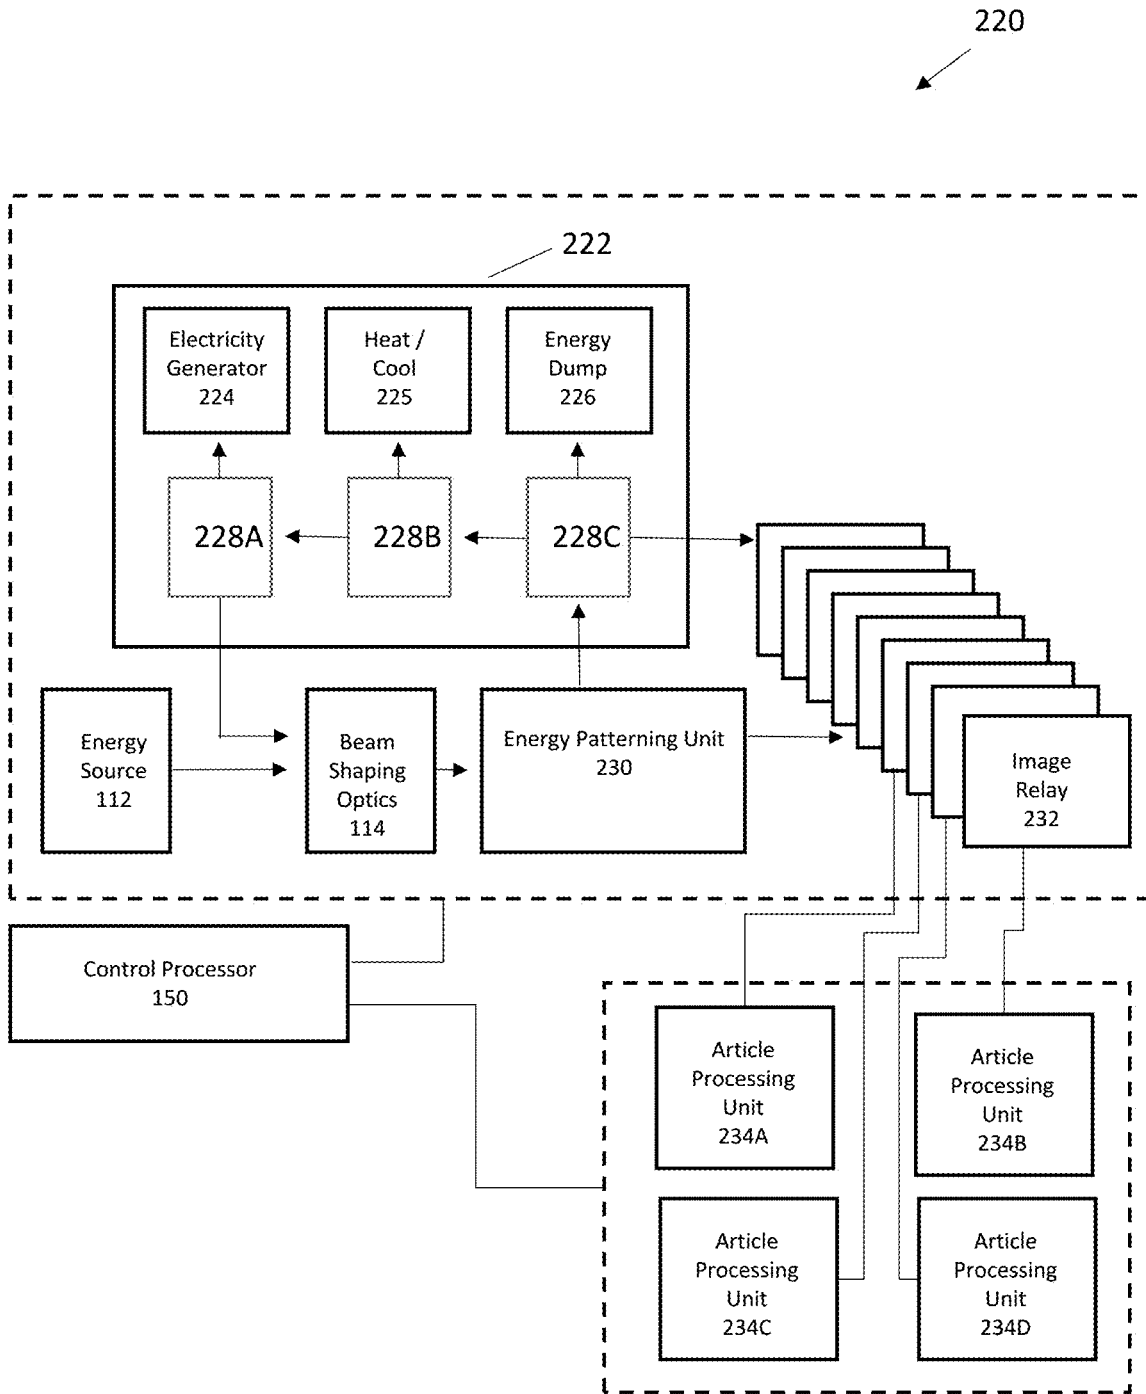 220
222
Electricity
Generator
224
Heat /
Cool
225
Energy
Dump
226
228A
228B
228C
Energy
Source
112
Beam
Shaping
Optics
114
Energy Patterning Unit
230
Image
Relay
232
Control Processor
150
Article
Processing
Unit
234A
Article
Processing
Unit
234B
Article
Processing
Unit
234C
Article
Processing
Unit
234D